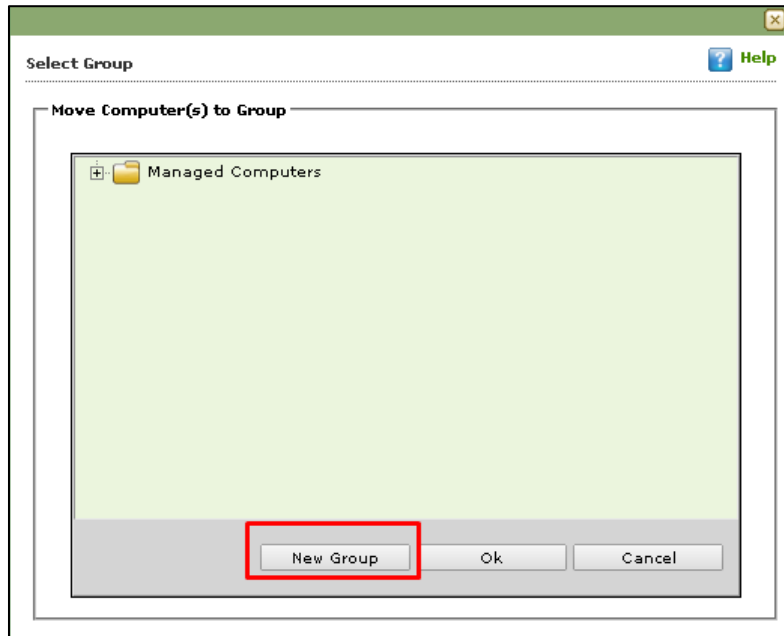 Select Group
? Help
Move Computer(s) to Group
Managed Computers
New Group Ok Cancel